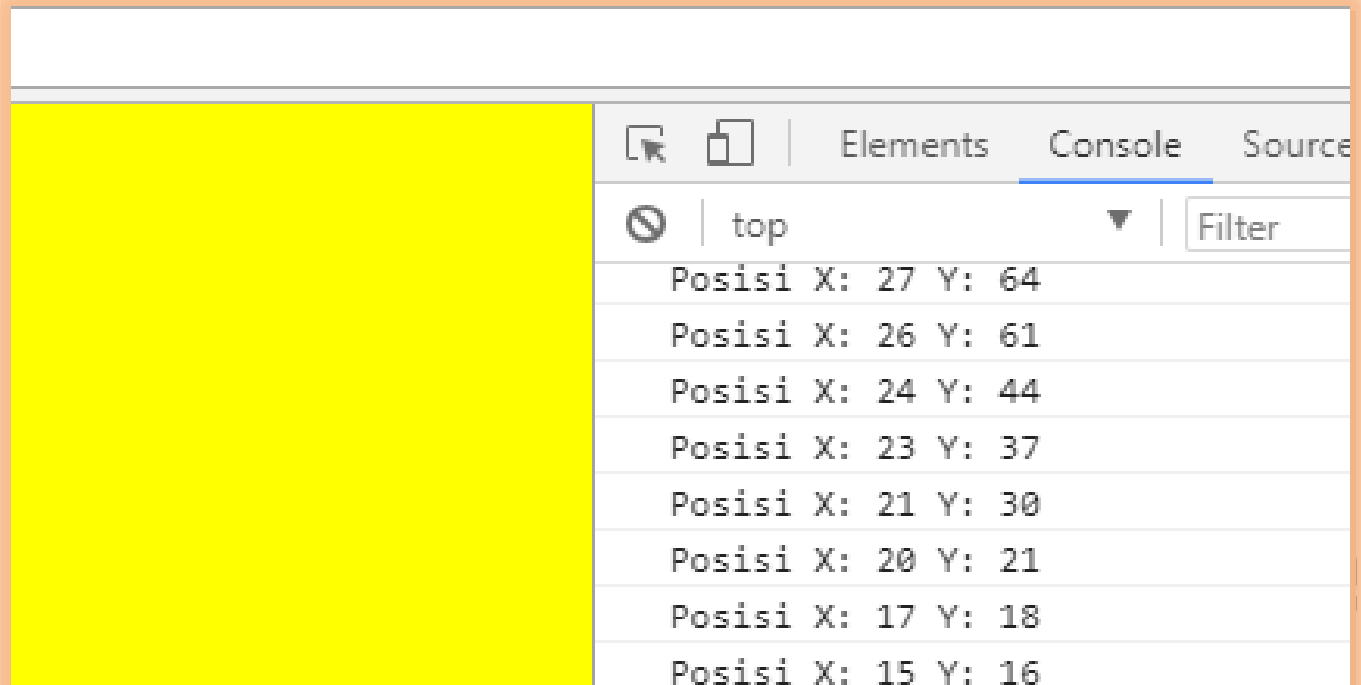 Elements Console Source
top Filter
Posisi X: 27 Y: 64
Posisi X: 26 Y: 61
Posisi X: 24 Y: 44
Posisi X: 23 Y: 37
Posisi X: 21 Y: 30
Posisi X: 20 Y: 21
Posisi X: 17 Y: 18
Posisi X: 15 Y: 16